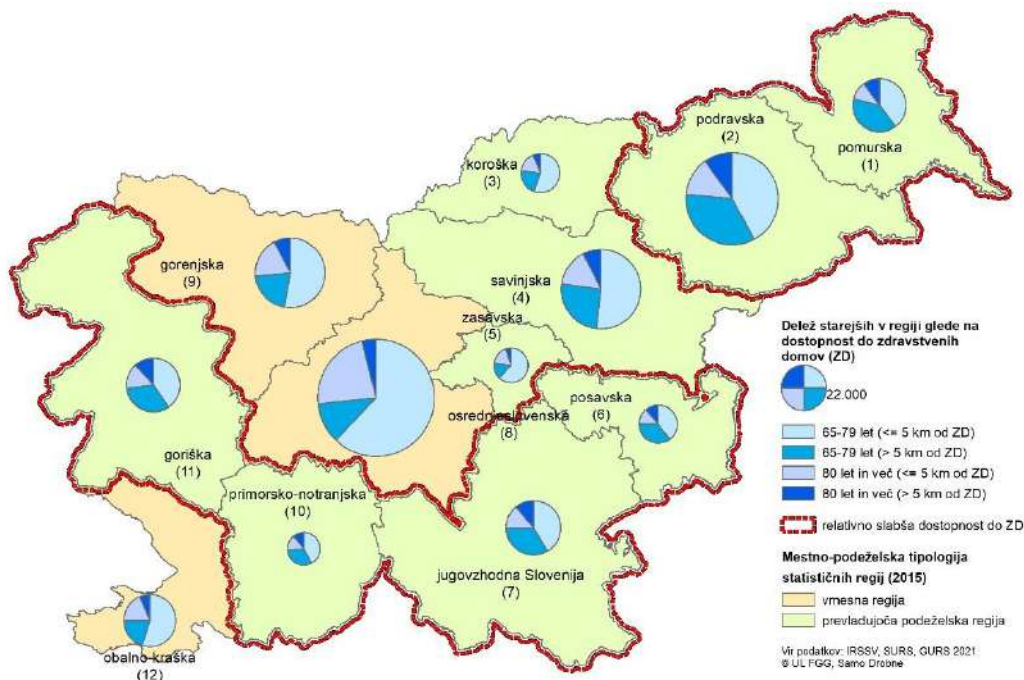 podravska
(2)
pomurska
(1)
koroška
(3)
gorenjska
(9)
savinjska
(4)
zasavska
(5)
osrednjeslovenska
(8)
posavska
(6)
goriška
(11)
primorsko-notranjska
(10)
jugovzhodna Slovenija
(7)
obalno-kraška
(12)
Delež starejših v regiji glede na
dostopnost do zdravstvenih
domov (ZD)
22.000
65-79 let (<= 5 km od ZD)
65-79 let (> 5 km od ZD)
80 let in več (<= 5 km od ZD)
80 let in več (> 5 km od ZD)
relativno slabša dostopnost do ZD
Mestno-podeželska tipologija
statističnih regij (2015)
vmesna regija
prevladujoča podeželska regija
Vir podatkov: IRSSV, SURS, GURS 2021
© UL FGG, Samo Drobne